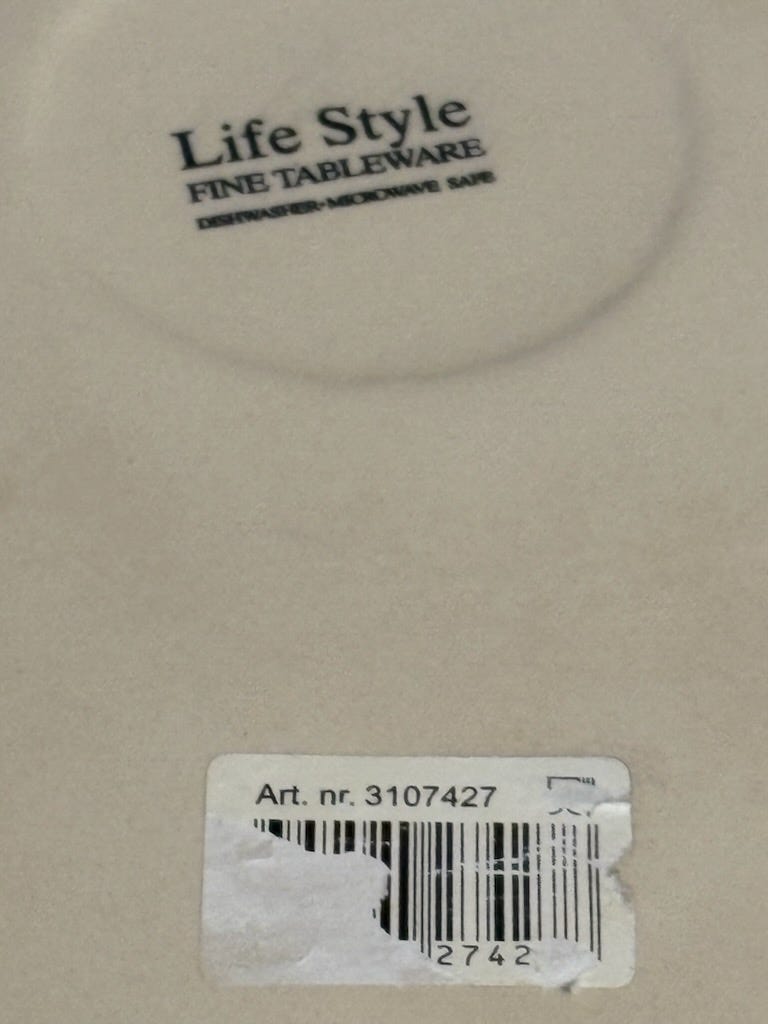 Life Style
FINE TABLEWARE
DISHWASHER•MICROWAVE SAFE
Art. nr. 3107427
2742